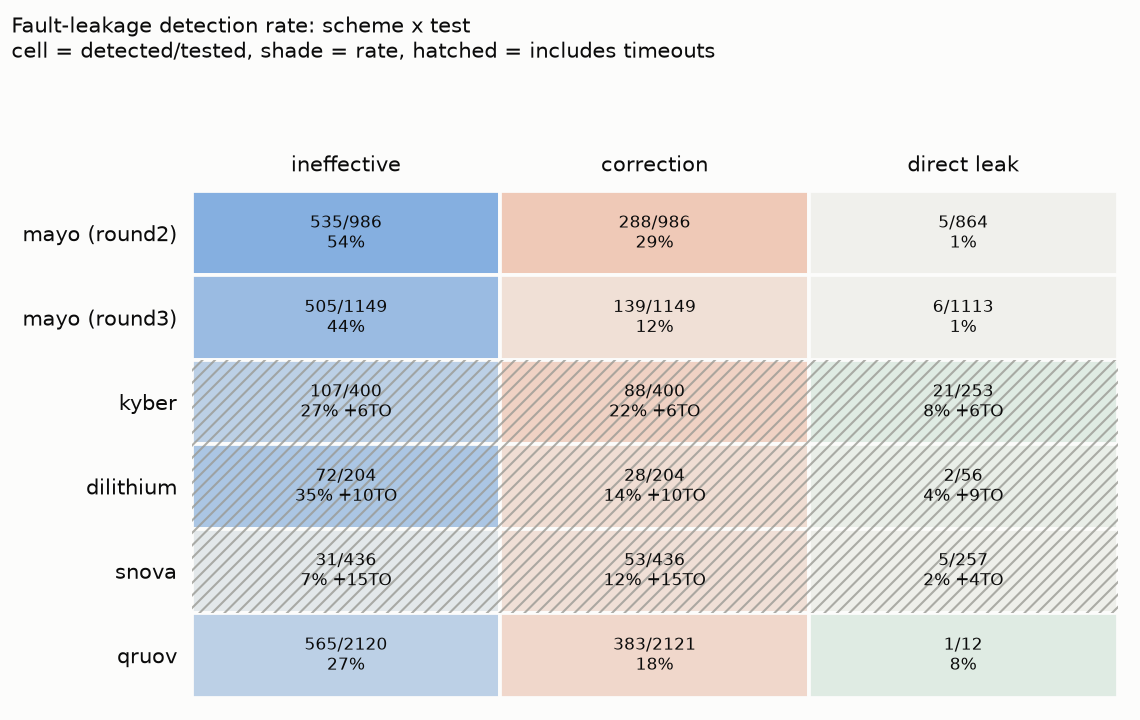 Fault-leakage detection rate: scheme x test
cell = detected/tested, shade = rate, hatched = includes timeouts
ineffective correction direct leak
mayo (round2)
535/986 288/986 5/864
54% 29% 1%
mayo (round3)
505/1149 139/1149 6/1113
44% 12% 1%
kyber
107/400 88/400 21/253
27% +6TO 22% +6TO 8% +6TO
dilithium
72/204 28/204 2/56
35% +10TO 14% +10TO 4% +9TO
snova
31/436 53/436 5/257
7% +15TO 12% +15TO 2% +4TO
qruov
565/2120 383/2121 1/12
27% 18% 8%